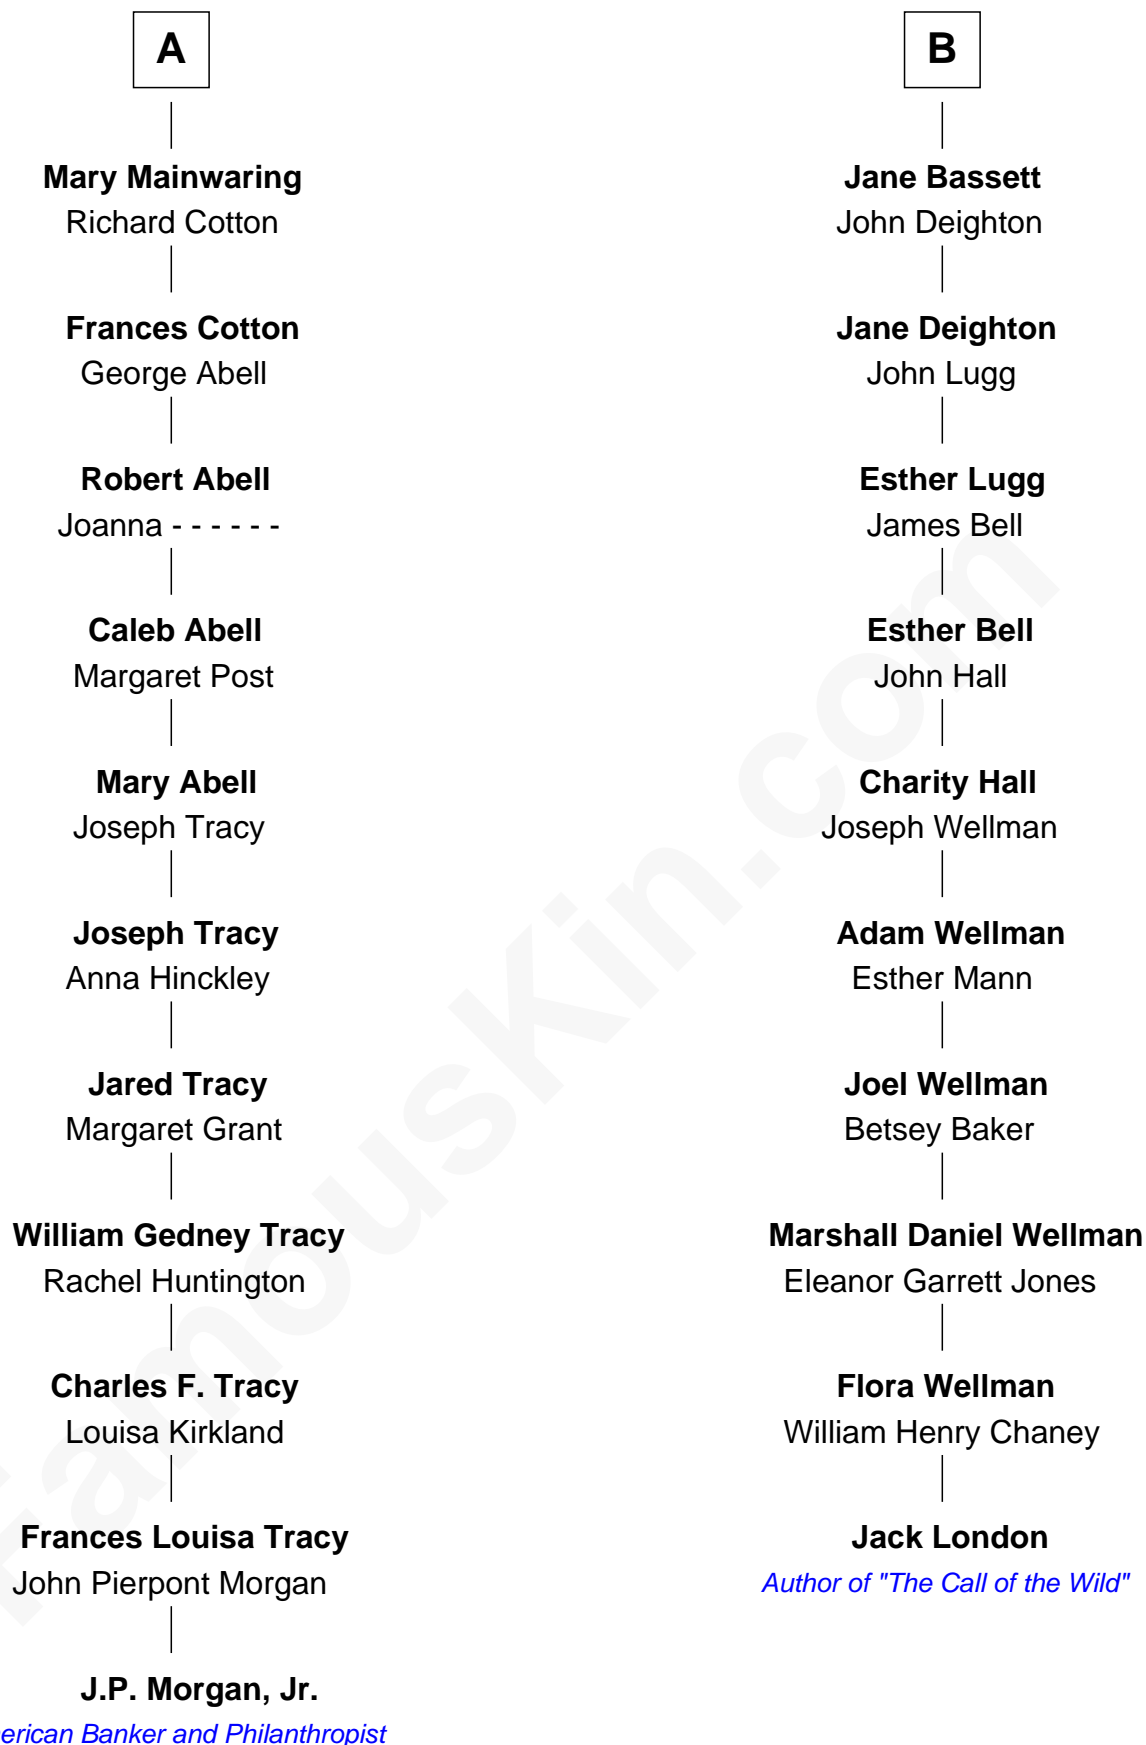 A
Mary Mainwaring
Richard Cotton
Frances Cotton
George Abell
Robert Abell
Joanna - - - - - -
Caleb Abell
Margaret Post
Mary Abell
Joseph Tracy
Joseph Tracy
Anna Hinckley
Jared Tracy
Margaret Grant
William Gedney Tracy
Rachel Huntington
Charles F. Tracy
Louisa Kirkland
Frances Louisa Tracy
John Pierpont Morgan
J.P. Morgan, Jr.
erican Banker and Philanthropist
B
Jane Bassett
John Deighton
Jane Deighton
John Lugg
Esther Lugg
James Bell
Esther Bell
John Hall
Charity Hall
Joseph Wellman
Adam Wellman
Esther Mann
Joel Wellman
Betsey Baker
Marshall Daniel Wellman
Eleanor Garrett Jones
Flora Wellman
William Henry Chaney
Jack London
Author of "The Call of the Wild"
FamousKin.com